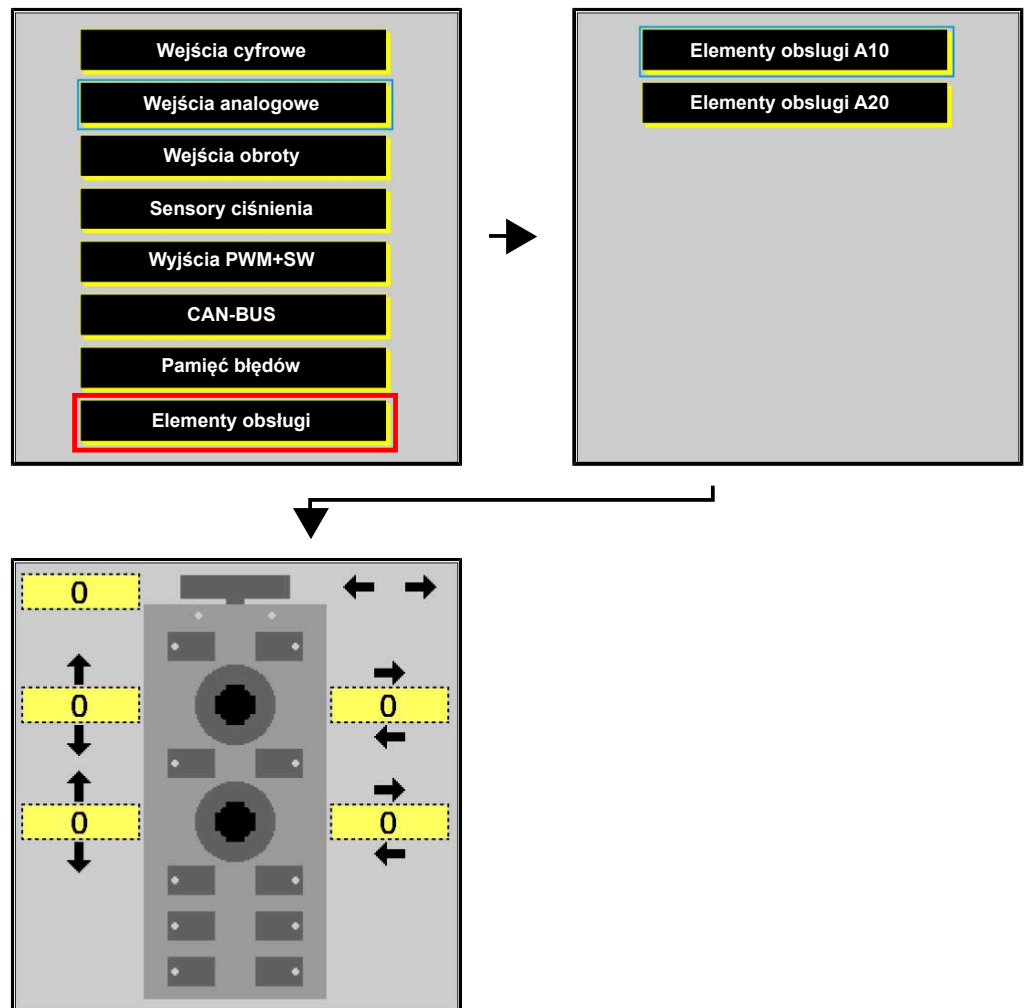 Wejścia cyfrowe
Wejścia analogowe
Wejścia obroty
Sensory ciśnienia
Wyjścia PWM+SW
CAN-BUS
Pamięć błędów
Elementy obsługi
Elementy obslugi A10
Elementy obslugi A20
0
0
0
0
0